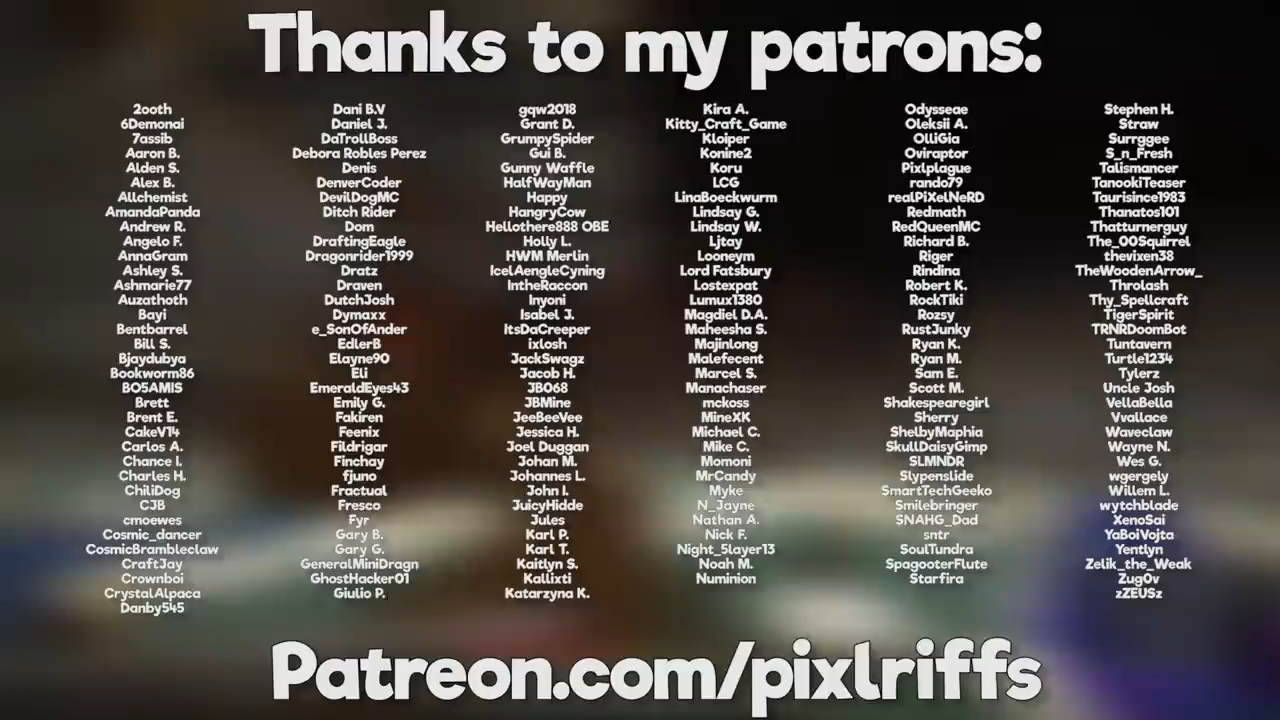 Thanks to my patrons:
2ooth
6Demonai
7assib
Aaron B.
Alden S.
Alex B.
Allchemist
AmandaPanda
Andrew R.
Angelo F.
AnnaGram
Ashley S.
Ashmarie77
Auzathoth
Bayi
Bentbarrel
Bill S.
Bjaydubya
Bookworm86
BO5AMIS
Brett
Brent E.
CakeV14
Carlos A.
Chance I.
Charles H.
ChiliDog
CJB
cmoewes
Cosmic_dancer
CosmicBrambleclaw
CraftJay
Crownboi
CrystalAlpaca
Danby545
Dani B.V
Daniel J.
DaTrollBoss
Debora Robles Perez
Denis
DenverCoder
DevilDogMC
Ditch Rider
Dom
DraftingEagle
Dragonrider1999
Dratz
Draven
DutchJosh
Dymaxx
e_SonOfAnder
EdlerB
Elayne90
Eli
EmeraldEyes43
Emily G.
Fakiren
Feenix
Fildrigar
Finchay
fjuno
Fractual
Fresco
Fyr
Gary B.
Gary G.
GeneralMiniDragn
GhostHacker01
Giulio P.
gqw2018
Grant D.
GrumpySpider
Gui B.
Gunny Waffle
HalfWayMan
Happy
HangryCow
Hellothere888 OBE
Holly L.
HWM Merlin
IcelAengleCyning
IntheRaccon
Inyoni
Isabel J.
ItsDaCreeper
ixlosh
JackSwagz
Jacob H.
JB068
JBMine
JeeBeeVee
Jessica H.
Joel Duggan
Johan M.
Johannes L.
John I.
JuicyHidde
Jules
Karl P.
Karl T.
Kaitlyn S.
Kallixti
Katarzyna K.
Kira A.
Kitty_Craft_Game
Kloiper
Konine2
Koru
LCG
LinaBoeckwurm
Lindsay G.
Lindsay W.
Ljtay
Looneym
Lord Fatsbury
Lostexpat
Lumux1380
Magdiel D.A.
Maheesha S.
Majinlong
Malefecent
Marcel S.
Manachaser
mckoss
MineXK
Michael C.
Mike C.
Momoni
MrCandy
Myke
N_Jayne
Nathan A.
Nick F.
Night_5layer13
Noah M.
Numinion
Odysseae
Oleksii A.
OlliGia
Oviraptor
Pixlplague
rando79
realPiXelNeRD
Redmath
RedQueenMC
Richard B.
Riger
Rindina
Robert K.
RockTiki
Rozsy
RustJunky
Ryan K.
Ryan M.
Sam E.
Scott M.
Shakespearegirl
Sherry
ShelbyMaphia
SkullDaisyGimp
SLMNDR
Slypenslide
SmartTechGeeko
Smilebringer
SNAHG_Dad
sntr
SoulTundra
SpagooterFlute
Starfira
Stephen H.
Straw
Surrggee
S_n_Fresh
Talismancer
TanookiTeaser
Taurisince1983
Thanatos101
Thatturnerguy
The_00Squirrel
thevixen38
TheWoodenArrow_
Throlash
Thy_Spellcraft
TigerSpirit
TRNRDoomBot
Tuntavern
Turtle1234
Tylerz
Uncle Josh
VellaBella
Vvallace
Waveclaw
Wayne N.
Wes G.
wgergely
Willem L.
wytchblade
XenoSai
YaBoiVojta
Yentlyn
Zelik_the_Weak
Zug0v
zZEUSz
Patreon.com/pixlriffs